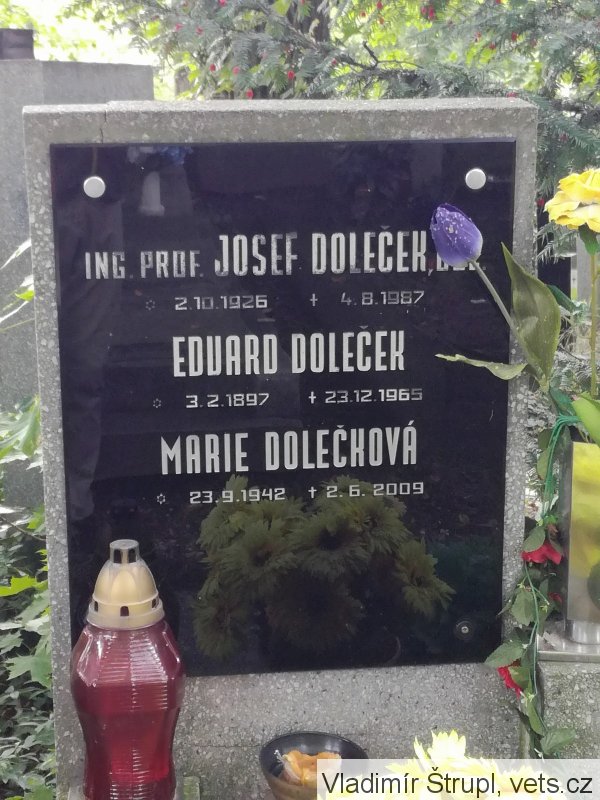 ING. PROF. JOSEF DOLEČEK,
✡ 2.10.1926 † 4.8.1987
EDUARD DOLEČEK
✡ 3.2.1897 † 23.12.1965
MARIE DOLEČKOVÁ
✡ 23.9.1942 † 2.6.2009
Vladimír Štrupl, vets.cz